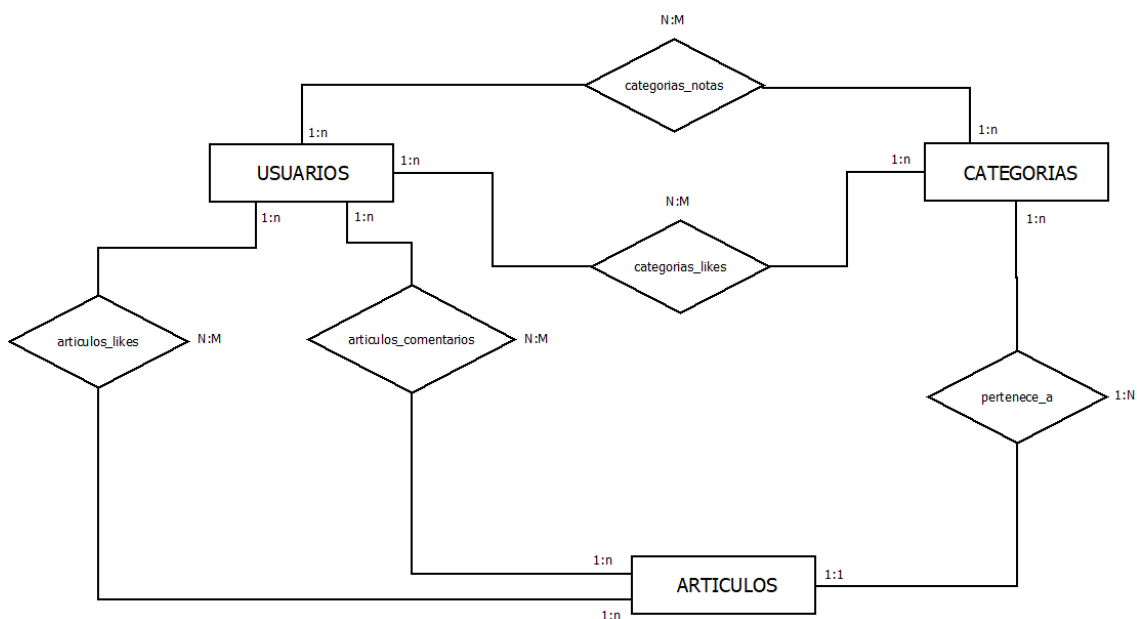 N:M
categorias_notas
1:n
1:n
USUARIOS
1:n
1:n
CATEGORIAS
N:M
1:n
1:n
1:n
categorias_likes
articulos_likes
N:M
articulos_comentarios
N:M
pertenece_a
1:N
1:n
ARTICULOS
1:1
1:n